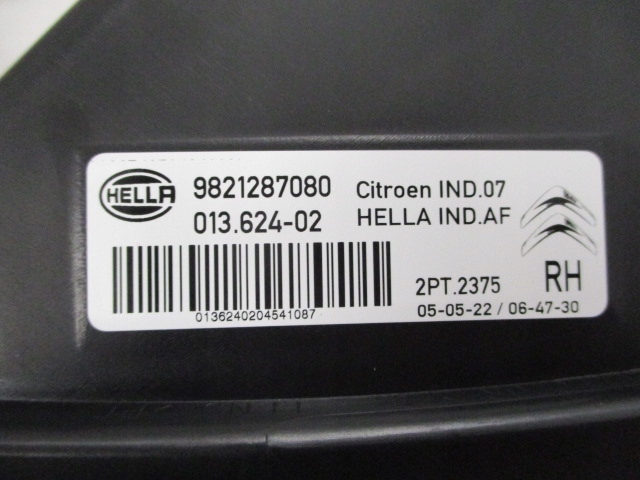 HELLA
9821287080
013.624-02
Citroen IND.07
HELLA IND.AF
0136240204541087
2PT.2375
RH
05-05-22 / 06-47-30